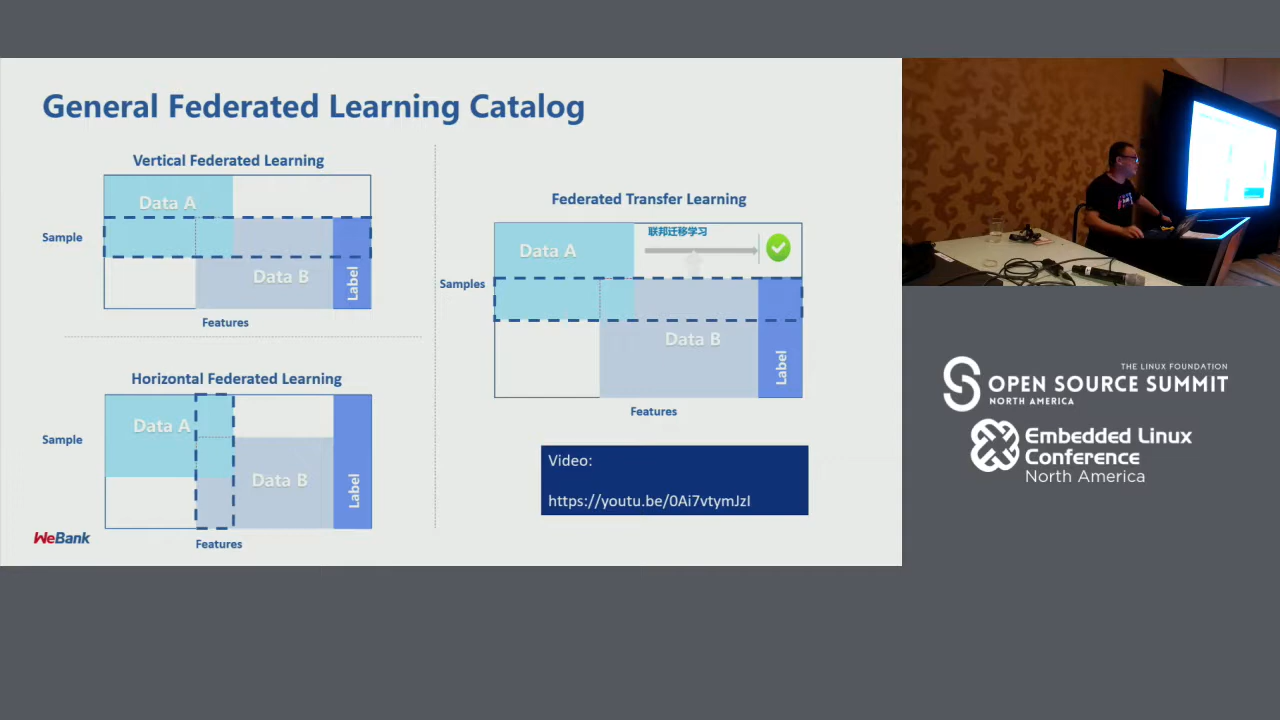 General Federated Learning Catalog
Vertical Federated Learning
Data A
Sample
Data B
Label
Features
Horizontal Federated Learning
Data A
Sample
Data B
Label
Features
WeBank
Federated Transfer Learning
联邦迁移学习
Data A
Samples
Data B
Label
Features
Video:
https://youtu.be/0Ai7vtymJzI
THE LINUX FOUNDATION
OPEN SOURCE SUMMIT
NORTH AMERICA
Embedded Linux
Conference
North America